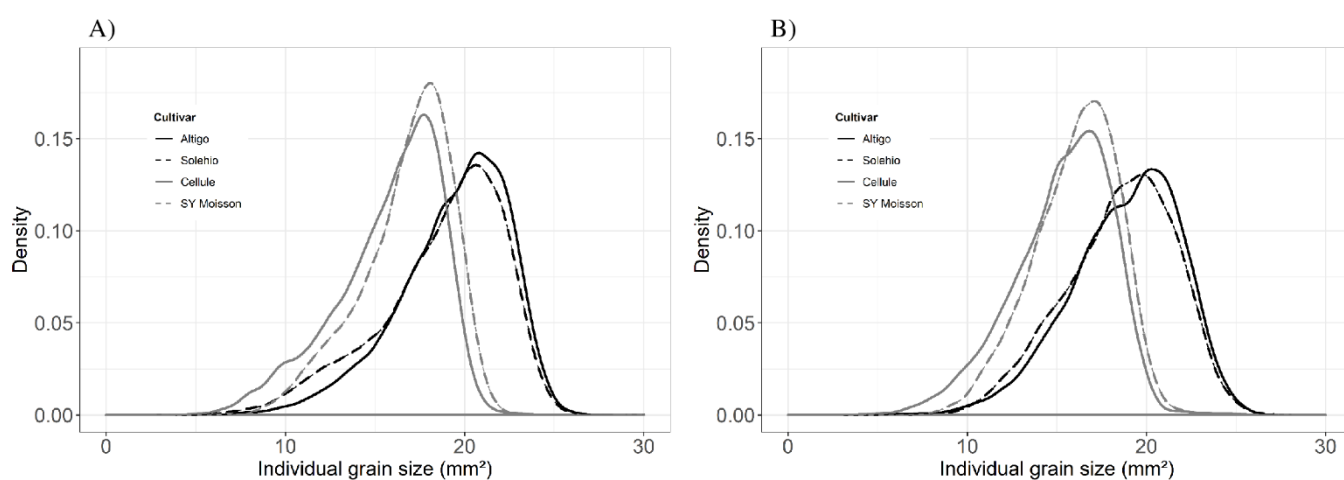 A)
Cultivar
Altigo
Solehio
Cellule
SY Moisson
Density
0.15
0.10
0.05
0.00
0
10
20
30
Individual grain size (mm²)
B)
Cultivar
Altigo
Solehio
Cellule
SY Moisson
Density
0.15
0.10
0.05
0.00
0
10
20
30
Individual grain size (mm²)